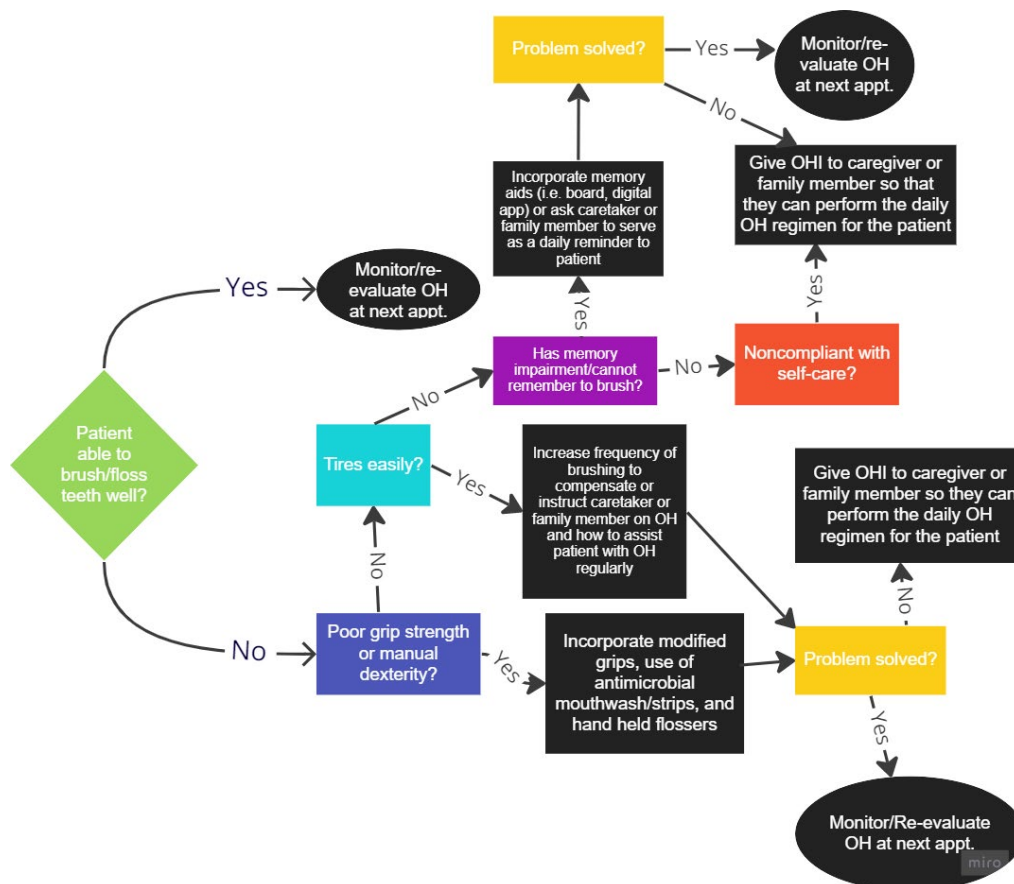 Problem solved?
Yes
Monitor/re-
valuate OH
at next appt.
No
Incorporate memory
aids (i.e. board, digital
app) or ask caretaker or
family member to serve
as a daily reminder to
patient
Give OHI to caregiver or
family member so that
they can perform the daily
OH regimen for the patient
Yes
Monitor/re-
evaluate OH
at next appt.
Yes
Yes
Has memory
impairment/cannot
remember to brush?
No
Noncompliant with
self-care?
No
Patient
able to
brush/floss
teeth well?
Tires easily?
Yes
Increase frequency of
brushing to
compensate or
instruct caretaker or
family member on OH
and how to assist
patient with OH
regularly
Give OHI to caregiver or
family member so they can
perform the daily OH
regimen for the patient
No
No
No
Poor grip strength
or manual
dexterity?
Yes
Incorporate modified
grips, use of
antimicrobial
mouthwash/strips, and
hand held flossers
Problem solved?
Yes
Monitor/Re-evaluate
OH at next appt.
miro